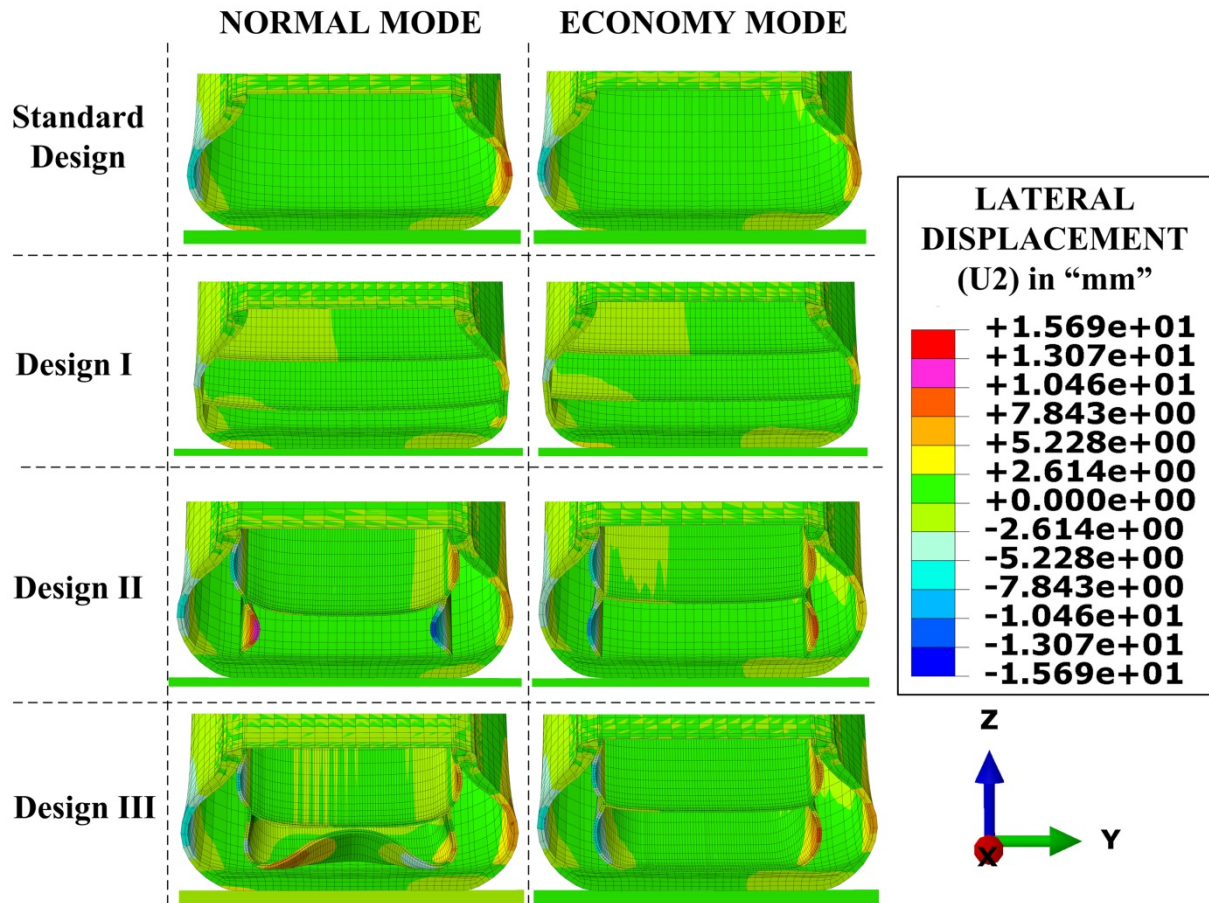 NORMAL MODE
ECONOMY MODE
Standard
Design
Design I
Design II
Design III
LATERAL
DISPLACEMENT
(U2) in “mm”
+1.569e+01
+1.307e+01
+1.046e+01
+7.843e+00
+5.228e+00
+2.614e+00
+0.000e+00
-2.614e+00
-5.228e+00
-7.843e+00
-1.046e+01
-1.307e+01
-1.569e+01
Z
Y
X